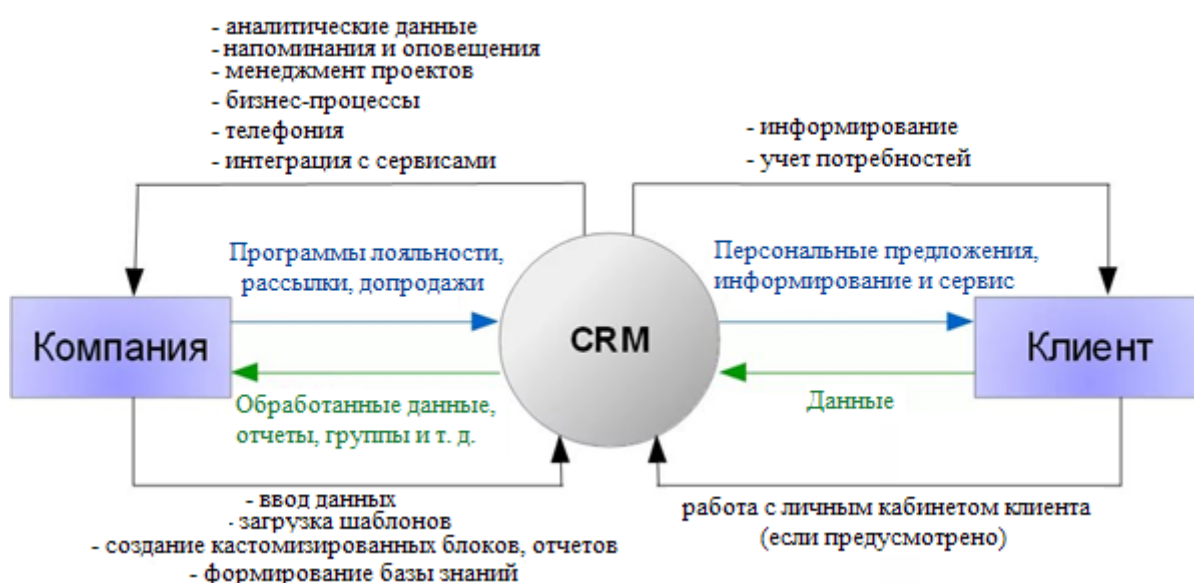 - аналитические данные
- напоминания и оповещения
- менеджмент проектов
- бизнес-процессы
- телефония
- интеграция с сервисами
- информирование
- учет потребностей
Программы лояльности,
рассылки, допродажи
Персональные предложения,
информирование и сервис
Компания
CRM
Клиент
Обработанные данные,
отчеты, группы и т. д.
Данные
- ввод данных
- загрузка шаблонов
- создание кастомизированных блоков, отчетов
- формирование базы знаний
работа с личным кабинетом клиента
(если предусмотрено)